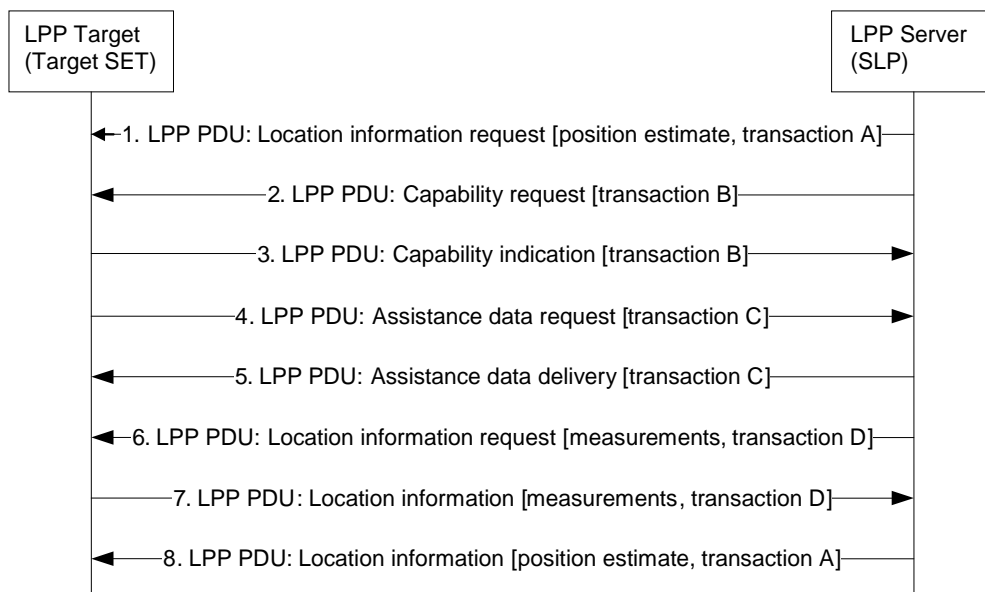 LPP Target
(Target SET)
LPP Server
(SLP)
1. LPP PDU: Location information request [position estimate, transaction A]
2. LPP PDU: Capability request [transaction B]
3. LPP PDU: Capability indication [transaction B]
4. LPP PDU: Assistance data request [transaction C]
5. LPP PDU: Assistance data delivery [transaction C]
6. LPP PDU: Location information request [measurements, transaction D]
7. LPP PDU: Location information [measurements, transaction D]
8. LPP PDU: Location information [position estimate, transaction A]